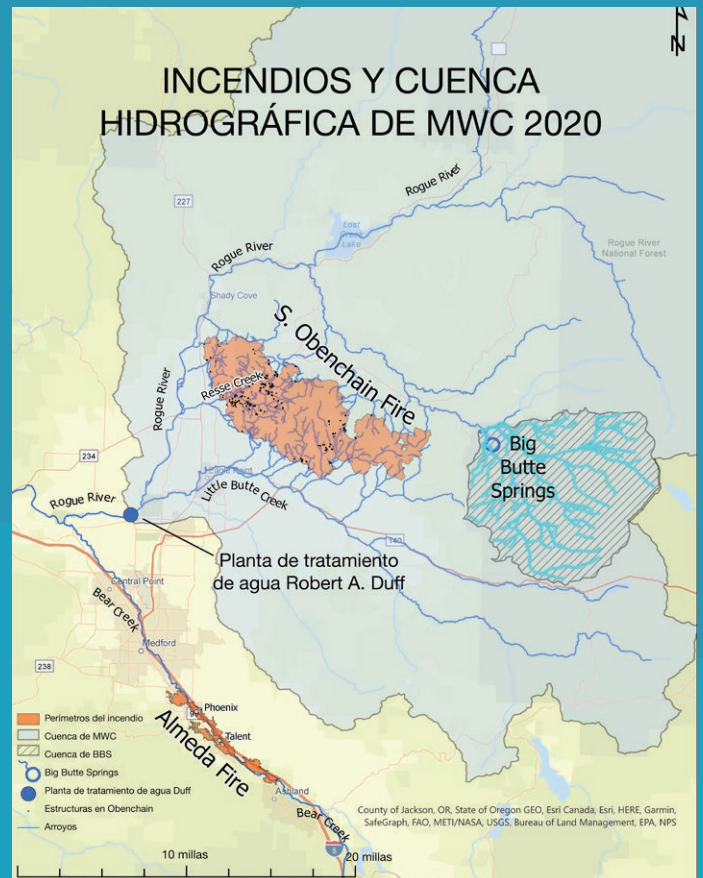 N
INCENDIOS Y CUENCA
HIDROGRÁFICA DE MWC 2020
Rogue River
227
Lost
Creek
Lake
Rogue River
Rogue River
National Forest
Shady Cove
S. Obenchain Fire
Resse Creek
Rogue River
Big
Butte
Springs
234
Eagle Point
Little Butte Creek
Rogue River
140
Planta de tratamiento
de agua Robert A. Duff
Central Point
Bear Creek
Medford
238
Phoenix
99
Talent
Almeda Fire
Ashland
Bear Creek
5
Perímetros del incendio
Cuenca de MWC
Cuenca de BBS
Big Butte Springs
Planta de tratamiento de agua Duff
Estructuras en Obenchain
Arroyos
County of Jackson, OR, State of Oregon GEO, Esri Canada, Esri, HERE, Garmin,
SafeGraph, FAO, METI/NASA, USGS, Bureau of Land Management, EPA, NPS
10 millas
20 millas